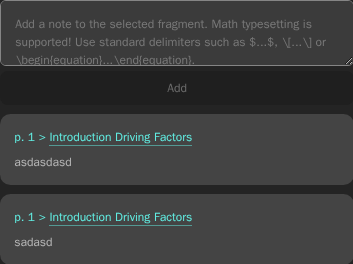 Add a note to the selected fragment. Math typesetting is
supported! Use standard delimiters such as $...$, \[...\] or
\begin{equation}...\end{equation}.
Add
p. 1 > Introduction Driving Factors
asdasdasd
p. 1 > Introduction Driving Factors
sadasd